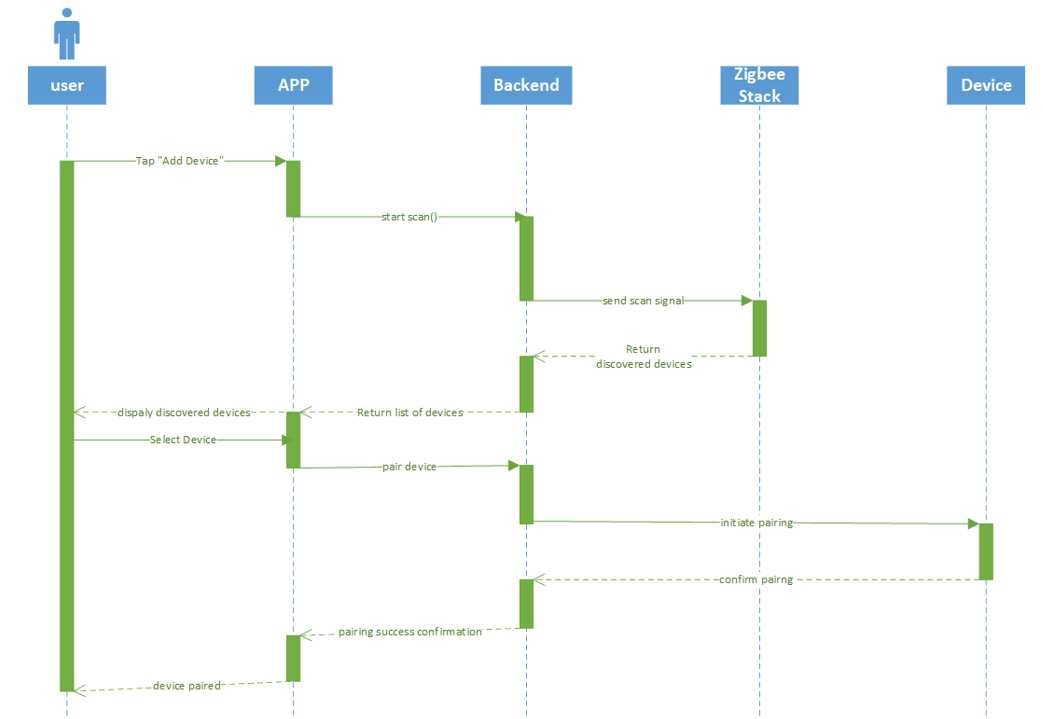 user
APP
Backend
Zigbee
Stack
Device
Tap "Add Device"
start scan()
send scan signal
Return
discovered devices
dispaly discovered devices
Return list of devices
Select Device
pair device
initiate pairing
confirm pairng
pairing success confirmation
device paired